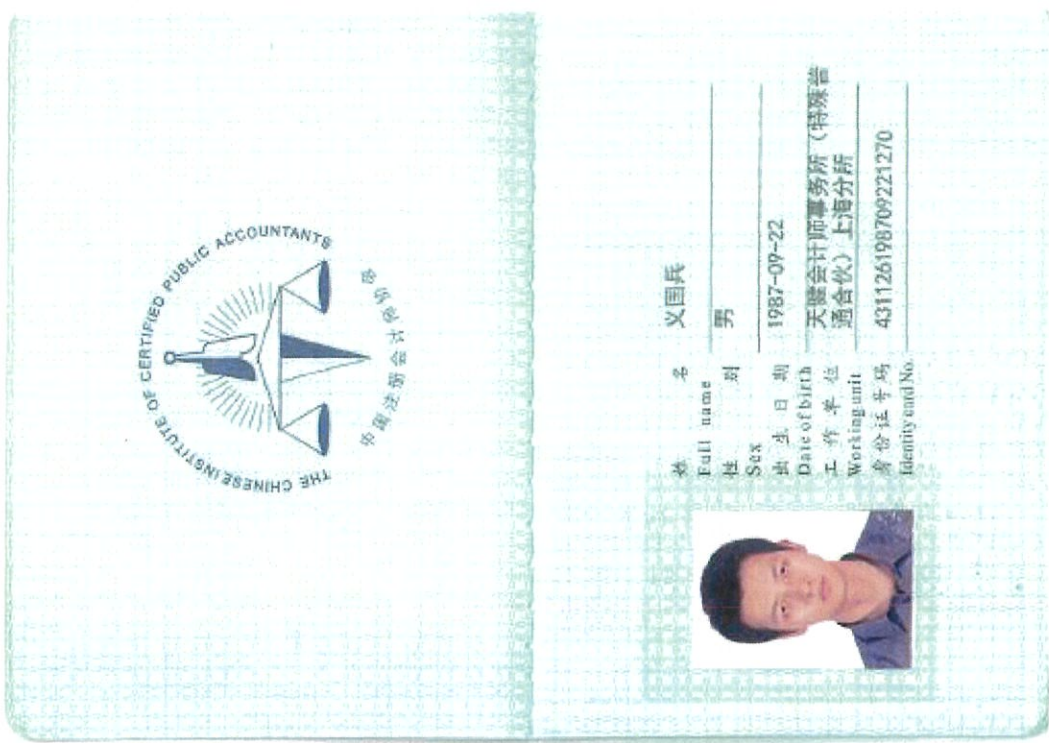 THE CHINESE INSTITUTE OF CERTIFIED PUBLIC ACCOUNTANTS
中国注册会计师协会
姓 名 义国兵
Full name
性 别 男
Sex
出 生 日 期 1987-09-22
Date of birth
工 作 单 位 天健会计师事务所（特殊普
通合伙）上海分所
Working unit
身份证号码 431126198709221270
Identity card No.